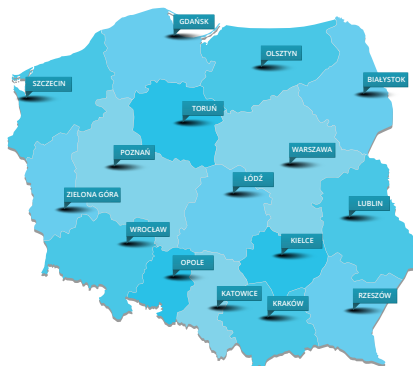 GDAŃSK
OLSZTYN
SZCZECIN
BIAŁYSTOK
TORUŃ
POZNAŃ
WARSZAWA
ŁÓDŹ
ZIELONA GÓRA
LUBLIN
WROCŁAW
KIELCE
OPOLE
KATOWICE
RZESZÓW
KRAKÓW